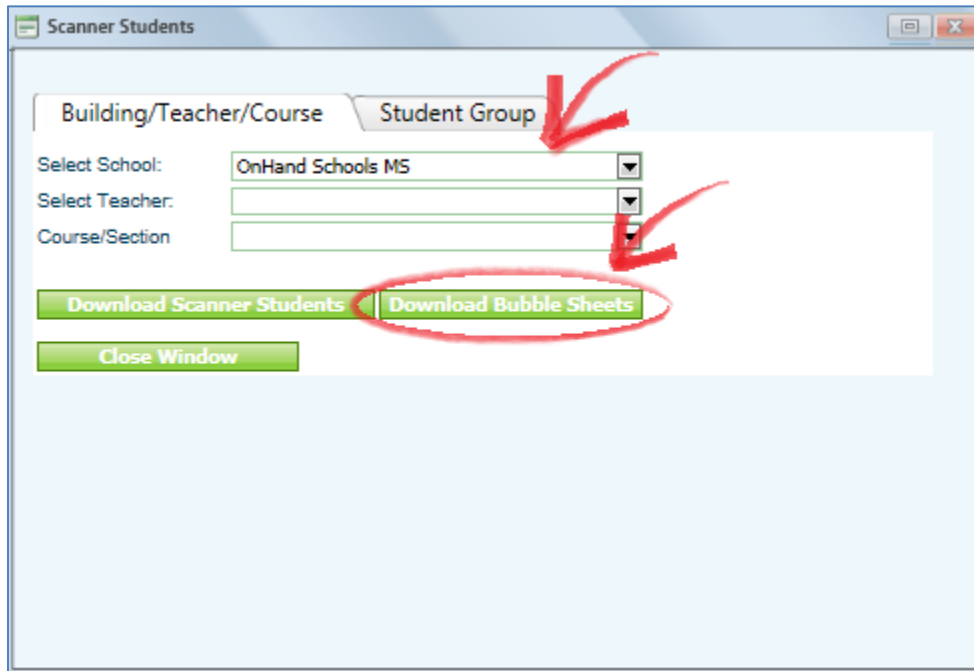 Scanner Students
Building/Teacher/Course Student Group
Select School: OnHand Schools MS
Select Teacher:
Course/Section
Download Scanner Students Download Bubble Sheets
Close Window